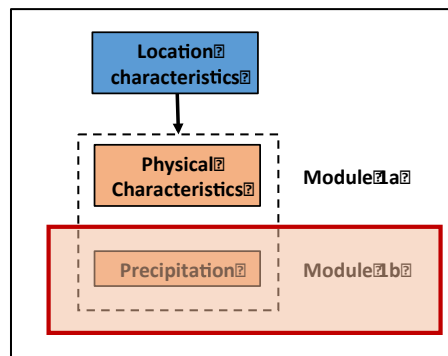 Location⍰
characteristics⍰
Physical⍰
Characteristics⍰
Module⍰1a⍰
Precipitation⍰
Module⍰1b⍰